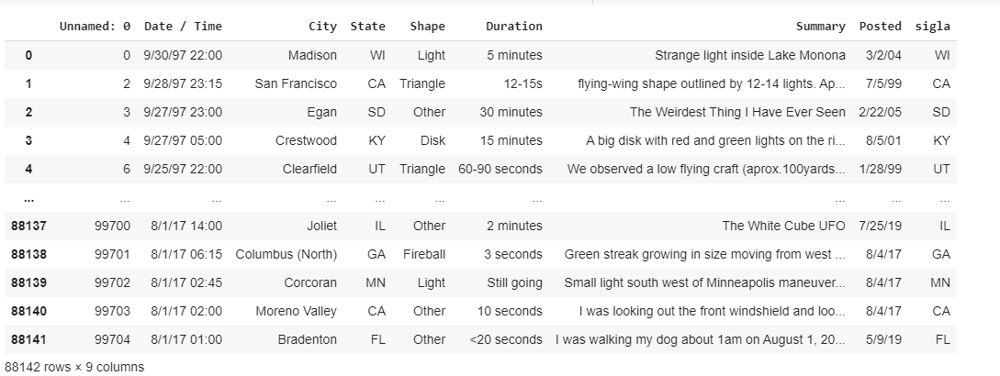 Unnamed: 0 Date / Time City State Shape Duration Summary Posted sigla
0 0 9/30/97 22:00 Madison WI Light 5 minutes Strange light inside Lake Monona 3/2/04 WI
1 2 9/28/97 23:15 San Francisco CA Triangle 12-15s flying-wing shape outlined by 12-14 lights. Ap... 7/5/99 CA
2 3 9/27/97 23:00 Egan SD Other 30 minutes The Weirdest Thing I Have Ever Seen 2/22/05 SD
3 4 9/27/97 05:00 Crestwood KY Disk 15 minutes A big disk with red and green lights on the ri... 8/5/01 KY
4 6 9/25/97 22:00 Clearfield UT Triangle 60-90 seconds We observed a low flying craft (aprox.100yards... 1/28/99 UT
... ... ... ... ... ... ... ... ... ...
88137 99700 8/1/17 14:00 Joliet IL Other 2 minutes The White Cube UFO 7/25/19 IL
88138 99701 8/1/17 06:15 Columbus (North) GA Fireball 3 seconds Green streak growing in size moving from west ... 8/4/17 GA
88139 99702 8/1/17 02:45 Corcoran MN Light Still going Small light south west of Minneapolis maneuver... 8/4/17 MN
88140 99703 8/1/17 02:00 Moreno Valley CA Other 10 seconds I was looking out the front windshield and loo... 8/4/17 CA
88141 99704 8/1/17 01:00 Bradenton FL Other <20 seconds I was walking my dog about 1am on August 1, 20... 5/9/19 FL
88142 rows × 9 columns